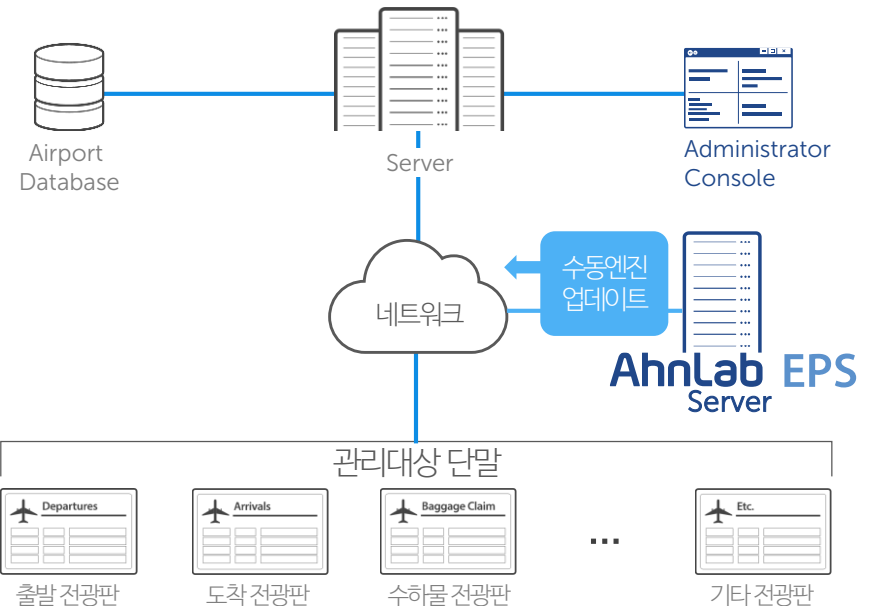 Airport
Database
Server
Administrator
Console
수동엔진
업데이트
네트워크
AhnLab EPS
Server
관리대상 단말
Departures
Arrivals
Baggage Claim
...
Etc.
출발 전광판
도착 전광판
수하물 전광판
기타 전광판